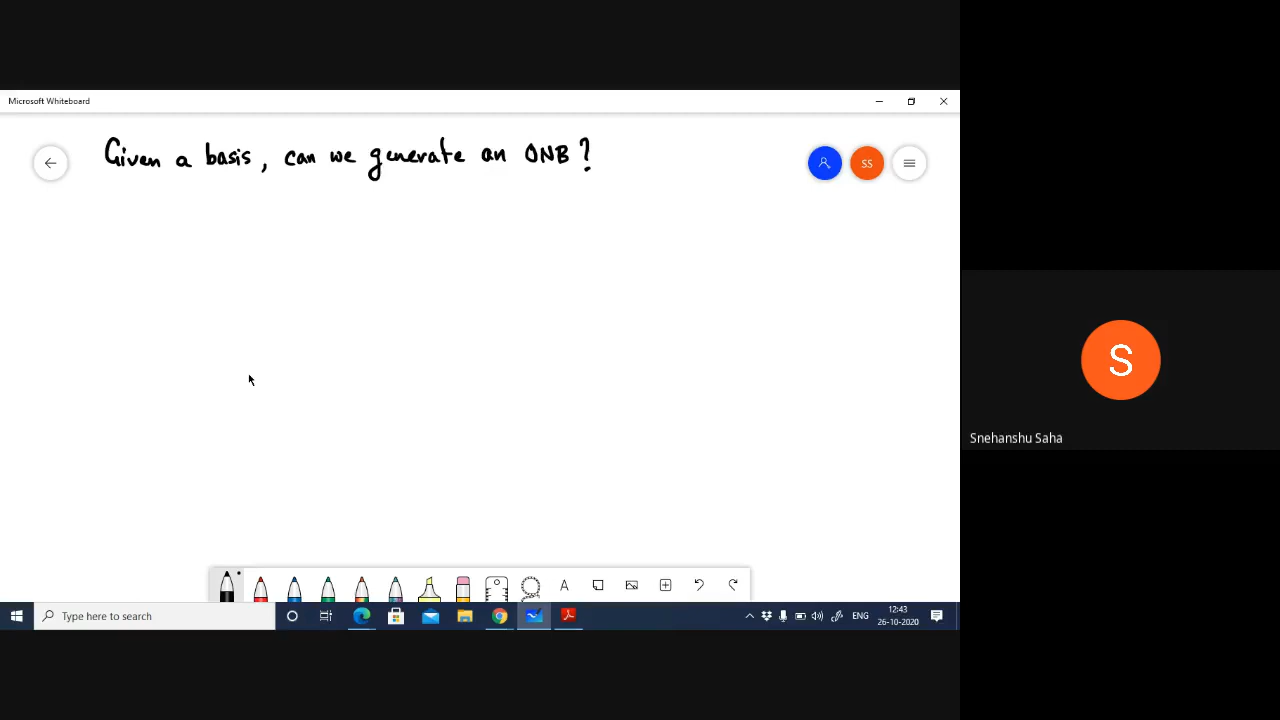 Microsoft Whiteboard
Given a basis, can we generate an ONB?
SS
S
Snehanshu Saha
A
Type here to search
ENG
12:43
26-10-2020